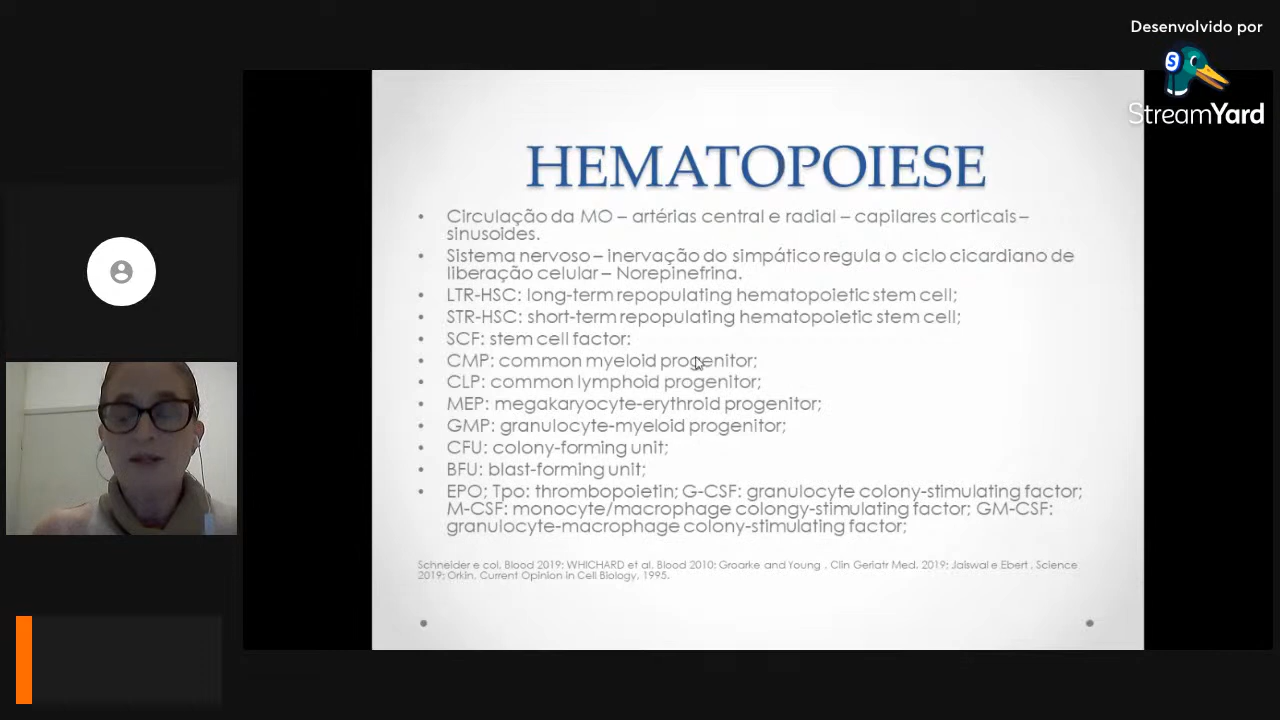 Desenvolvido por
StreamYard
HEMATOPOIESE
• Circulação da MO – artérias central e radial – capilares corticais –
sinusoides.
• Sistema nervoso – inervação do simpático regula o ciclo cicardiano de
liberação celular – Norepinefrina.
• LTR-HSC: long-term repopulating hematopoietic stem cell;
• STR-HSC: short-term repopulating hematopoietic stem cell;
• SCF: stem cell factor:
• CMP: common myeloid progenitor;
• CLP: common lymphoid progenitor;
• MEP: megakaryocyte-erythroid progenitor;
• GMP: granulocyte-myeloid progenitor;
• CFU: colony-forming unit;
• BFU: blast-forming unit;
• EPO; Tpo: thrombopoietin; G-CSF: granulocyte colony-stimulating factor;
M-CSF: monocyte/macrophage colongy-stimulating factor; GM-CSF:
granulocyte-macrophage colony-stimulating factor;
Schneider e col, Blood 2019; WHICHARD et al. Blood 2010; Groarke and Young , Clin Geriatr Med, 2019; Jaiswal e Ebert , Science
2019; Orkin, Current Opinion in Cell Biology, 1995.